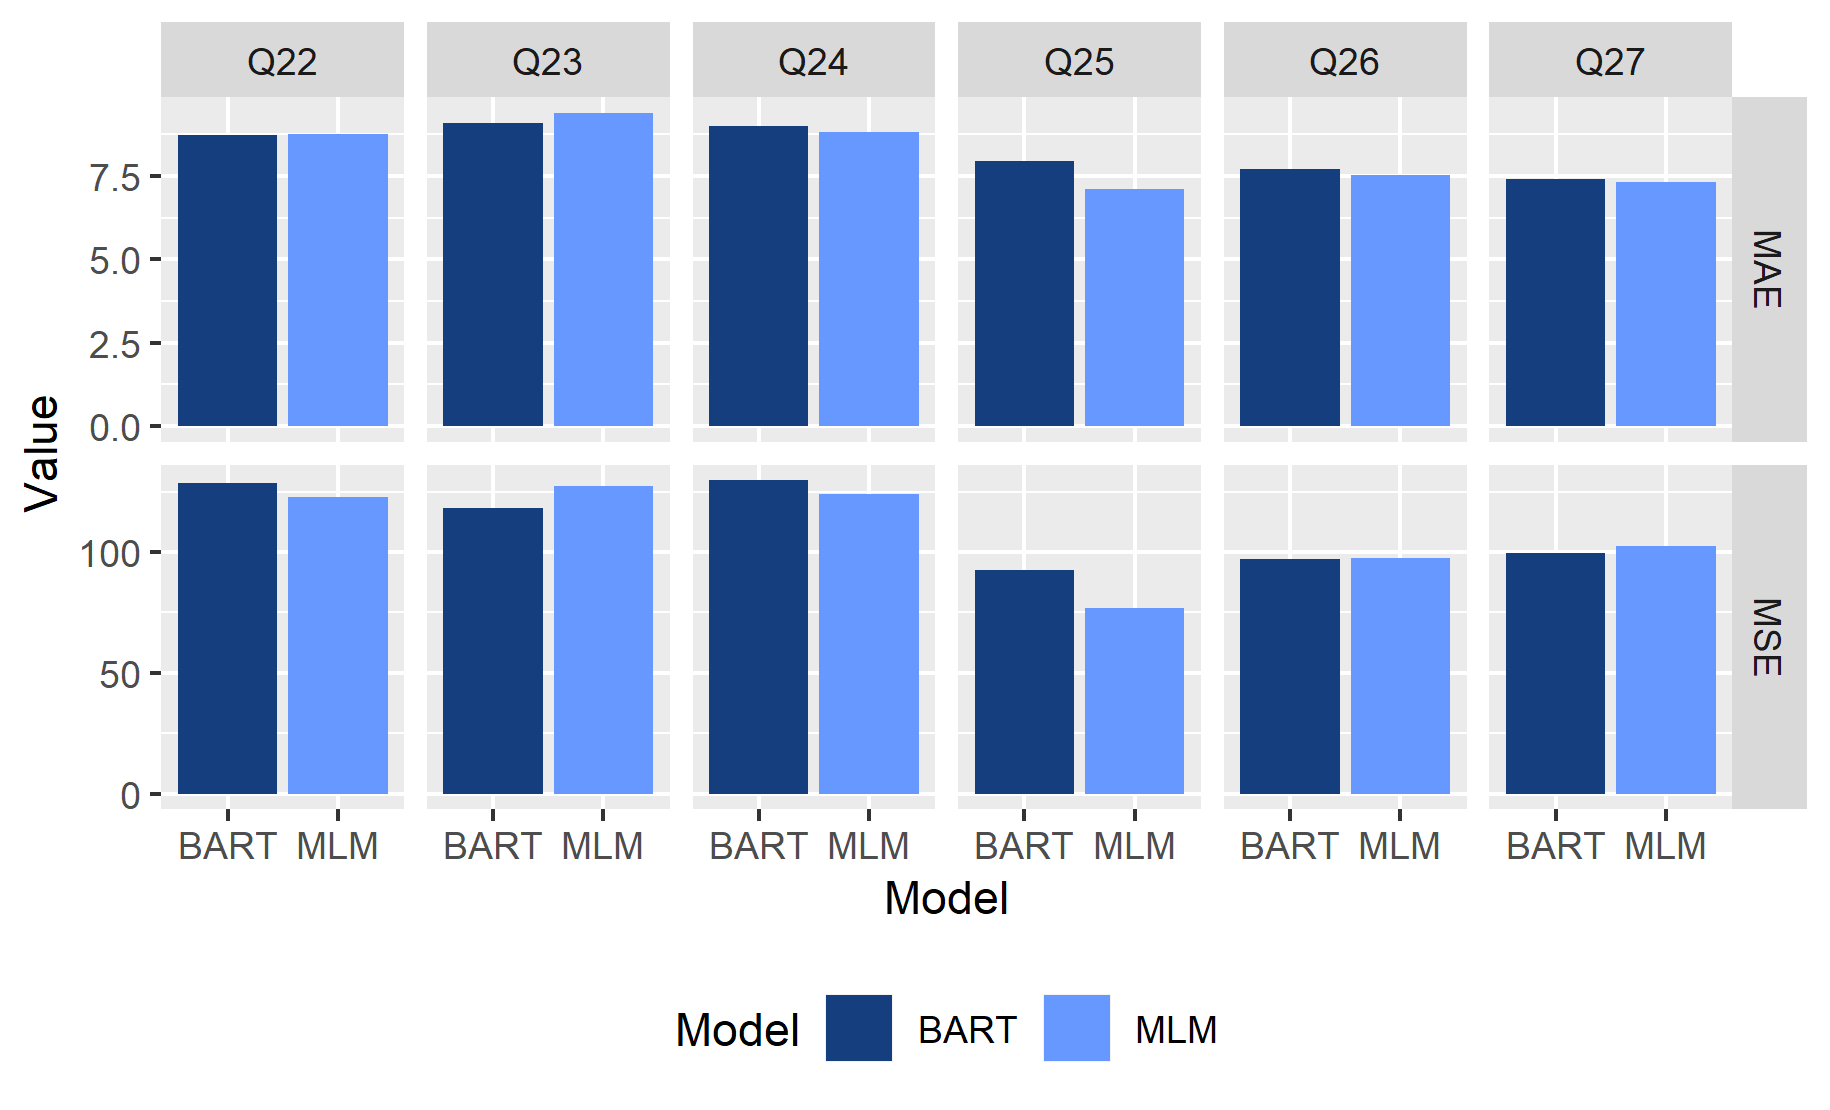 Q22 Q23 Q24 Q25 Q26 Q27
7.5
5.0
2.5
0.0
MAE
Value
100
50
0
MSE
BART MLM BART MLM BART MLM BART MLM BART MLM BART MLM
Model
Model BART MLM